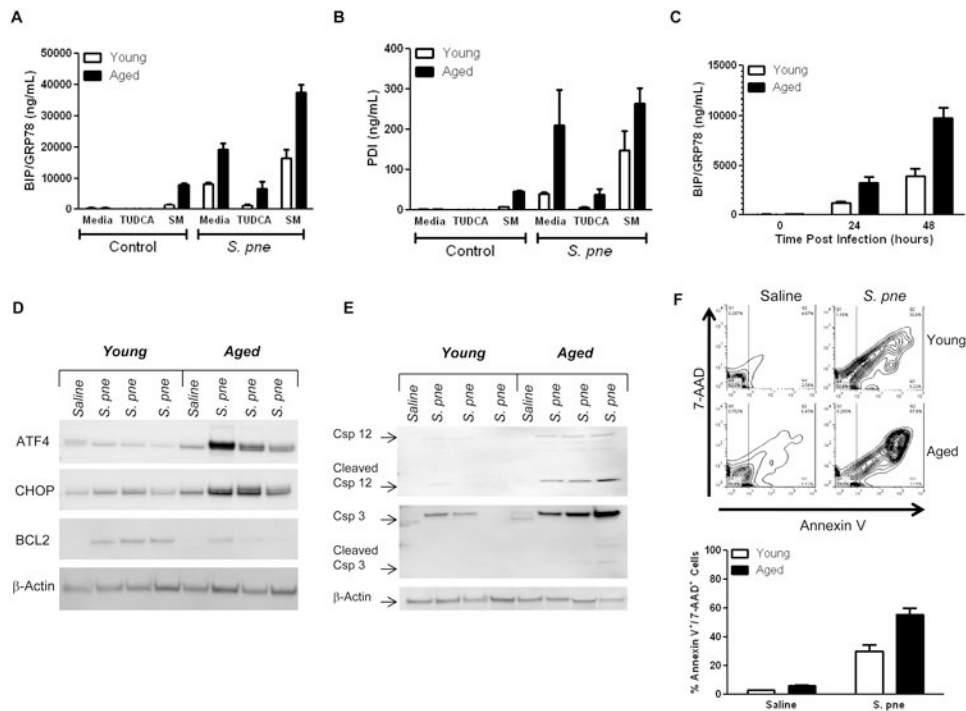 A
BIP/GRP78 (ng/mL)
50000
40000
30000
20000
10000
0
Young
Aged
Media TUDCA SM Media TUDCA SM
Control S. pne
B
PDI (ng/mL)
400
300
200
100
0
Young
Aged
Media TUDCA SM Media TUDCA SM
Control S. pne
C
BIP/GRP78 (ng/mL)
15000
10000
5000
0
Young
Aged
0 24 48
Time Post Infection (hours)
D
Young Aged
Saline S. pne S. pne S. pne Saline S. pne S. pne S. pne
ATF4
CHOP
BCL2
β-Actin
E
Young Aged
Saline S. pne S. pne S. pne Saline S. pne S. pne S. pne
Csp 12
Cleaved
Csp 12
Csp 3
Cleaved
Csp 3
β-Actin
F
Saline S. pne
7-AAD
Young
Aged
Annexin V
% Annexin V+/ 7-AAD+ Cells
100
80
60
40
20
0
Young
Aged
Saline S. pne